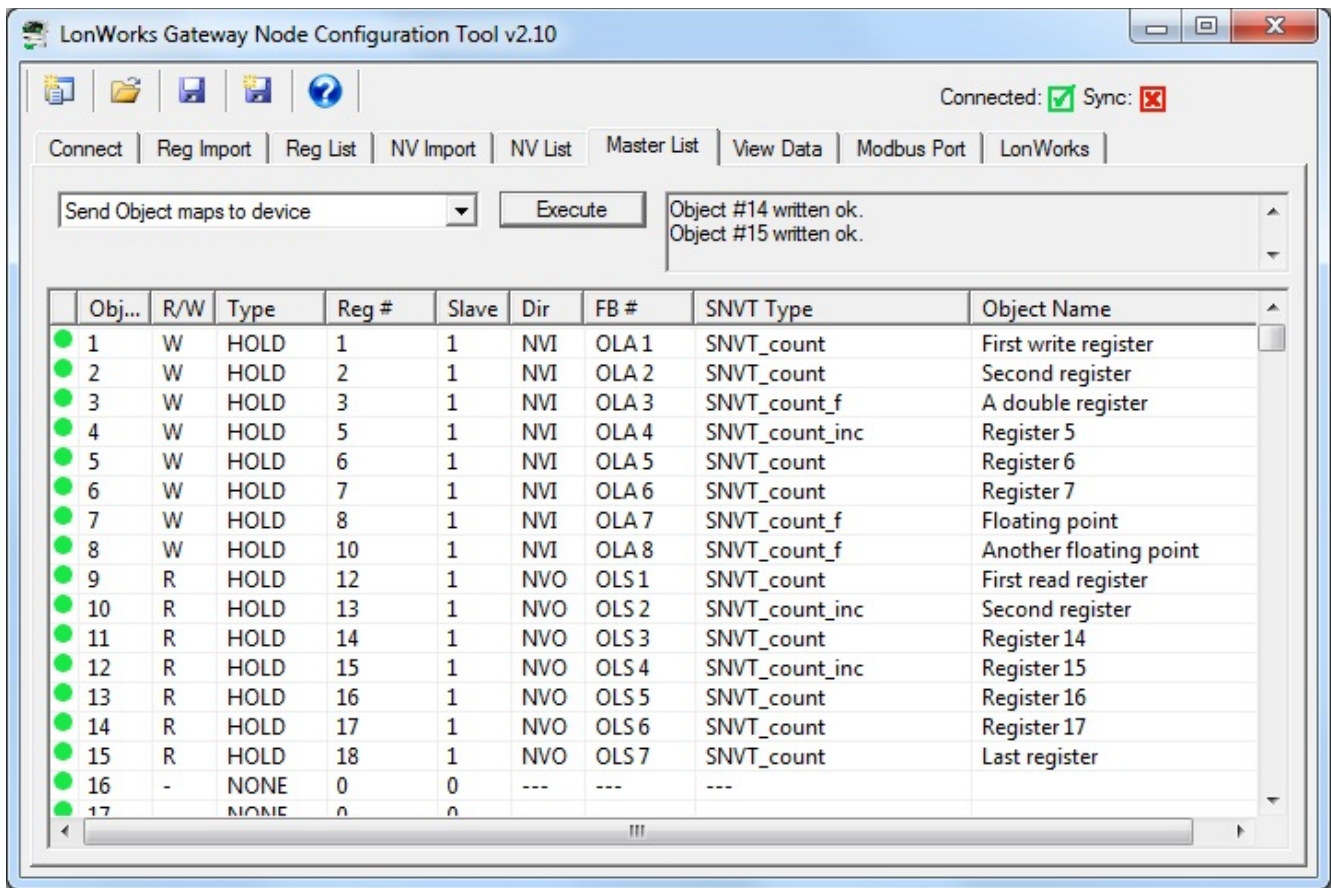 LonWorks Gateway Node Configuration Tool v2.10
Connected: Sync:
Connect Reg Import Reg List NV Import NV List Master List View Data Modbus Port LonWorks
Send Object maps to device Execute
Object #14 written ok.
Object #15 written ok.
Obj... R/W Type Reg # Slave Dir FB # SNVT Type Object Name
1 W HOLD 1 1 NVI OLA 1 SNVT_count First write register
2 W HOLD 2 1 NVI OLA 2 SNVT_count Second register
3 W HOLD 3 1 NVI OLA 3 SNVT_count_f A double register
4 W HOLD 5 1 NVI OLA 4 SNVT_count_inc Register 5
5 W HOLD 6 1 NVI OLA 5 SNVT_count Register 6
6 W HOLD 7 1 NVI OLA 6 SNVT_count Register 7
7 W HOLD 8 1 NVI OLA 7 SNVT_count_f Floating point
8 W HOLD 10 1 NVI OLA 8 SNVT_count_f Another floating point
9 R HOLD 12 1 NVO OLS 1 SNVT_count First read register
10 R HOLD 13 1 NVO OLS 2 SNVT_count_inc Second register
11 R HOLD 14 1 NVO OLS 3 SNVT_count Register 14
12 R HOLD 15 1 NVO OLS 4 SNVT_count_inc Register 15
13 R HOLD 16 1 NVO OLS 5 SNVT_count Register 16
14 R HOLD 17 1 NVO OLS 6 SNVT_count Register 17
15 R HOLD 18 1 NVO OLS 7 SNVT_count Last register
16 - NONE 0 0 --- --- ---
17 NONE 0 0